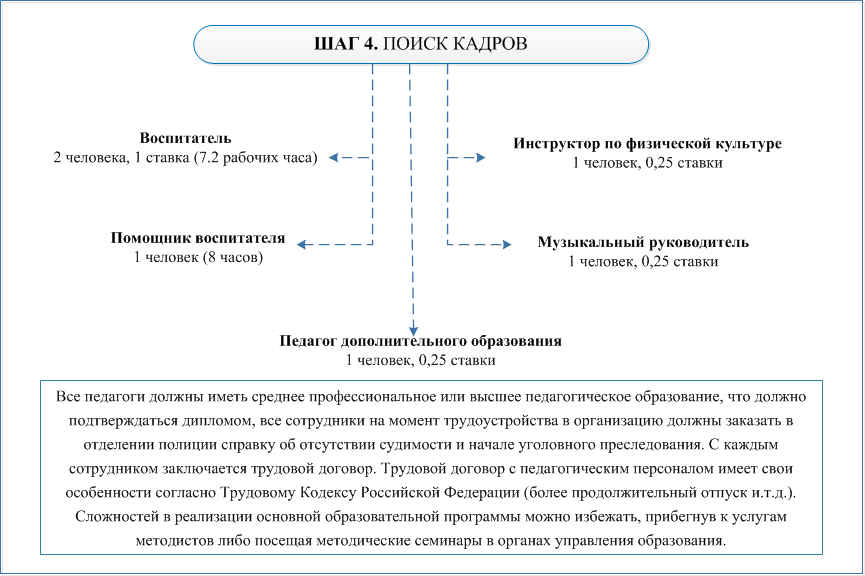 ШАГ 4. ПОИСК КАДРОВ
Воспитатель
2 человека, 1 ставка (7.2 рабочих часа)
Инструктор по физической культуре
1 человек, 0,25 ставки
Помощник воспитателя
1 человек (8 часов)
Музыкальный руководитель
1 человек, 0,25 ставки
Педагог дополнительного образования
1 человек, 0,25 ставки
Все педагоги должны иметь среднее профессиональное или высшее педагогическое образование, что должно
подтверждаться дипломом, все сотрудники на момент трудоустройства в организацию должны заказать в
отделении полиции справку об отсутствии судимости и начале уголовного преследования. С каждым
сотрудником заключается трудовой договор. Трудовой договор с педагогическим персоналом имеет свои
особенности согласно Трудовому Кодексу Российской Федерации (более продолжительный отпуск и.т.д.).
Сложностей в реализации основной образовательной программы можно избежать, прибегнув к услугам
методистов либо посещая методические семинары в органах управления образования.